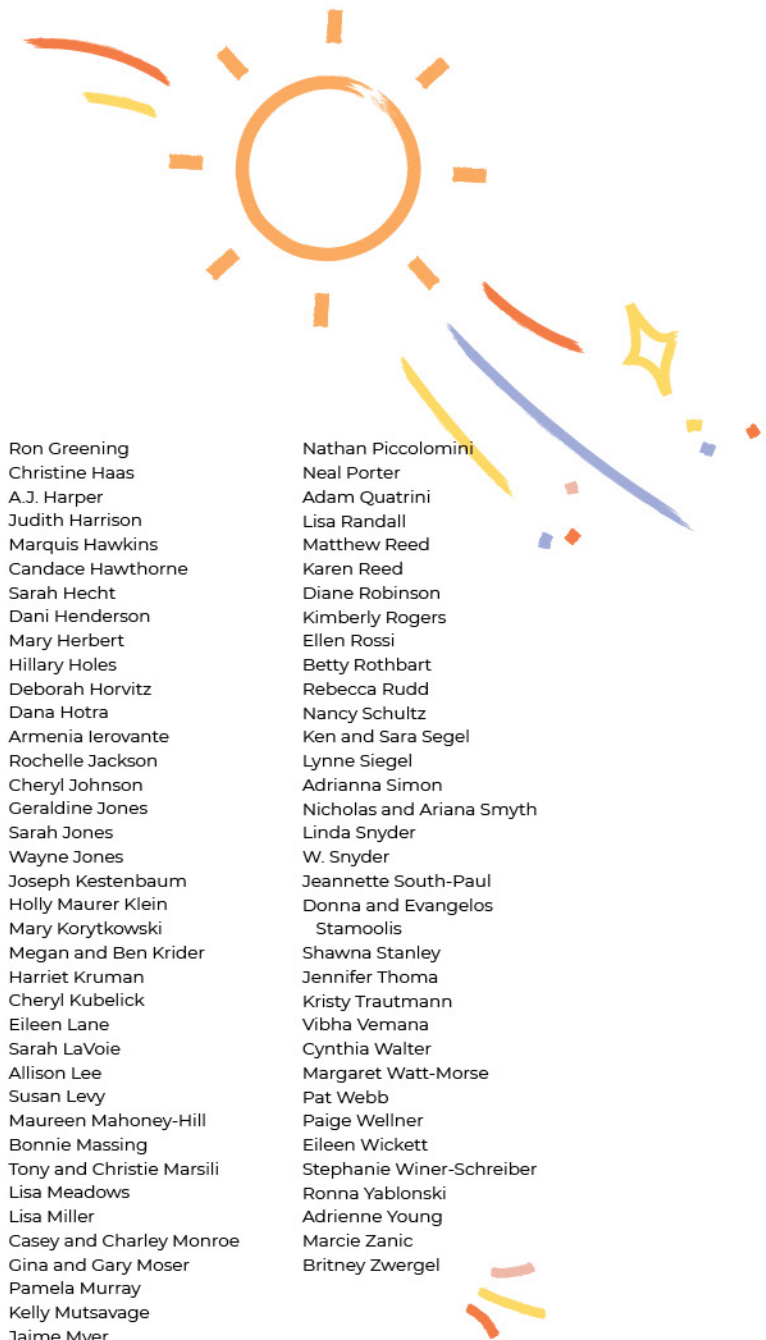 Ron Greening
Christine Haas
A.J. Harper
Judith Harrison
Marquis Hawkins
Candace Hawthorne
Sarah Hecht
Dani Henderson
Mary Herbert
Hillary Holes
Deborah Horvitz
Dana Hotra
Armenia Ierovante
Rochelle Jackson
Cheryl Johnson
Geraldine Jones
Sarah Jones
Wayne Jones
Joseph Kestenbaum
Holly Maurer Klein
Mary Korytkowski
Megan and Ben Krider
Harriet Kruman
Cheryl Kubelick
Eileen Lane
Sarah LaVoie
Allison Lee
Susan Levy
Maureen Mahoney-Hill
Bonnie Massing
Tony and Christie Marsili
Lisa Meadows
Lisa Miller
Casey and Charley Monroe
Gina and Gary Moser
Pamela Murray
Kelly Mutsavage
Jaime Myer
Nathan Piccolomini
Neal Porter
Adam Quatrini
Lisa Randall
Matthew Reed
Karen Reed
Diane Robinson
Kimberly Rogers
Ellen Rossi
Betty Rothbart
Rebecca Rudd
Nancy Schultz
Ken and Sara Segel
Lynne Siegel
Adrianna Simon
Nicholas and Ariana Smyth
Linda Snyder
W. Snyder
Jeannette South-Paul
Donna and Evangelos
Stamoolis
Shawna Stanley
Jennifer Thoma
Kristy Trautmann
Vibha Vemana
Cynthia Walter
Margaret Watt-Morse
Pat Webb
Paige Wellner
Eileen Wickett
Stephanie Winer-Schreiber
Ronna Yablonski
Adrienne Young
Marcie Zanic
Britney Zwergel